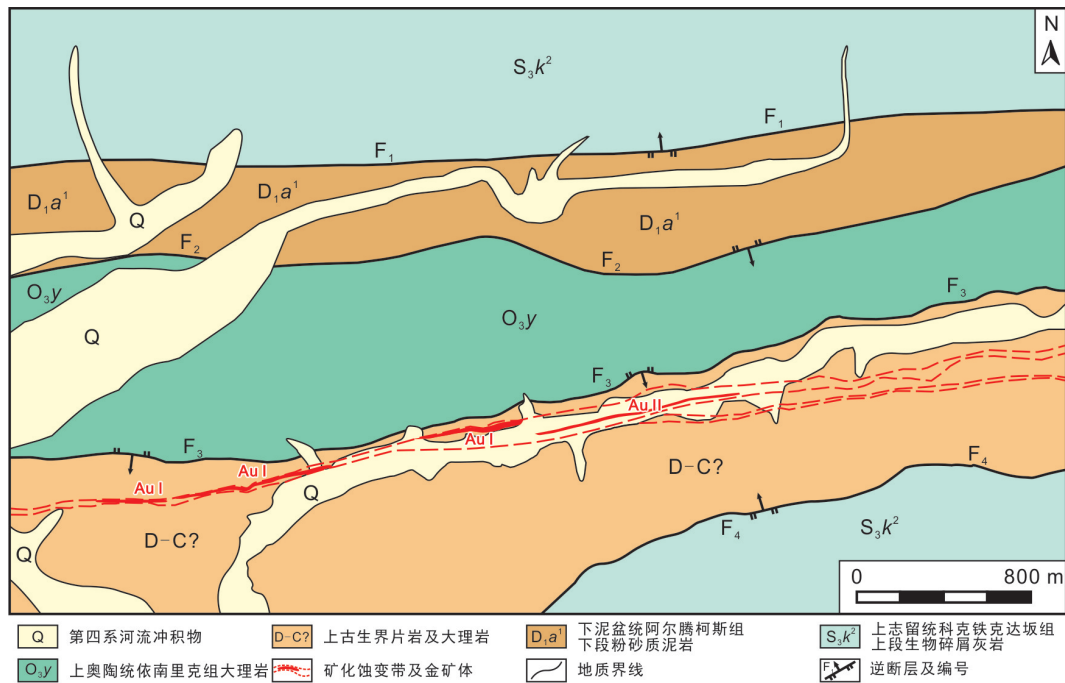 N
S₃k²
F₁
F₁
D₁a¹
D₁a¹
Q
D₁a¹
F₂
F₂
O₃y
F₃
O₃y
Q
F₃
Au II
Au I
F₃
Au I
D-C?
F₄
Au I
Q
D-C?
F₄
S₃k²
Q
0 800 m
Q 第四系河流冲积物
D-C? 上古生界片岩及大理岩
D₁a¹ 下泥盆统阿尔腾柯斯组
下段粉砂质泥岩
S₃k² 上志留统科克铁克达坂组
上段生物碎屑灰岩
O₃y 上奥陶统依南里克组大理岩
矿化蚀变带及金矿体
地质界线
F 逆断层及编号